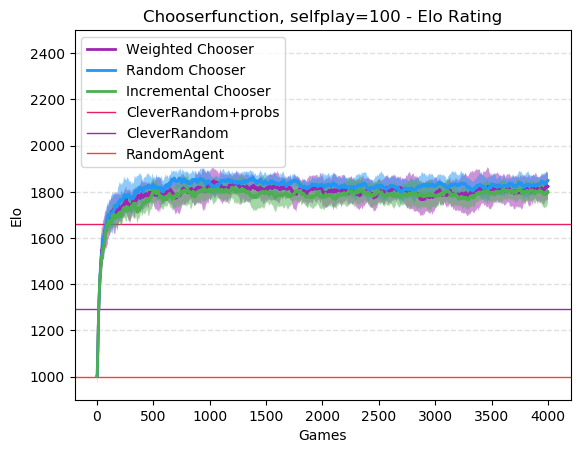 Chooserfunction, selfplay=100 - Elo Rating
Weighted Chooser
Random Chooser
Incremental Chooser
CleverRandom+probs
CleverRandom
RandomAgent
2400
2200
2000
1800
1600
1400
1200
1000
Elo
0 500 1000 1500 2000 2500 3000 3500 4000
Games